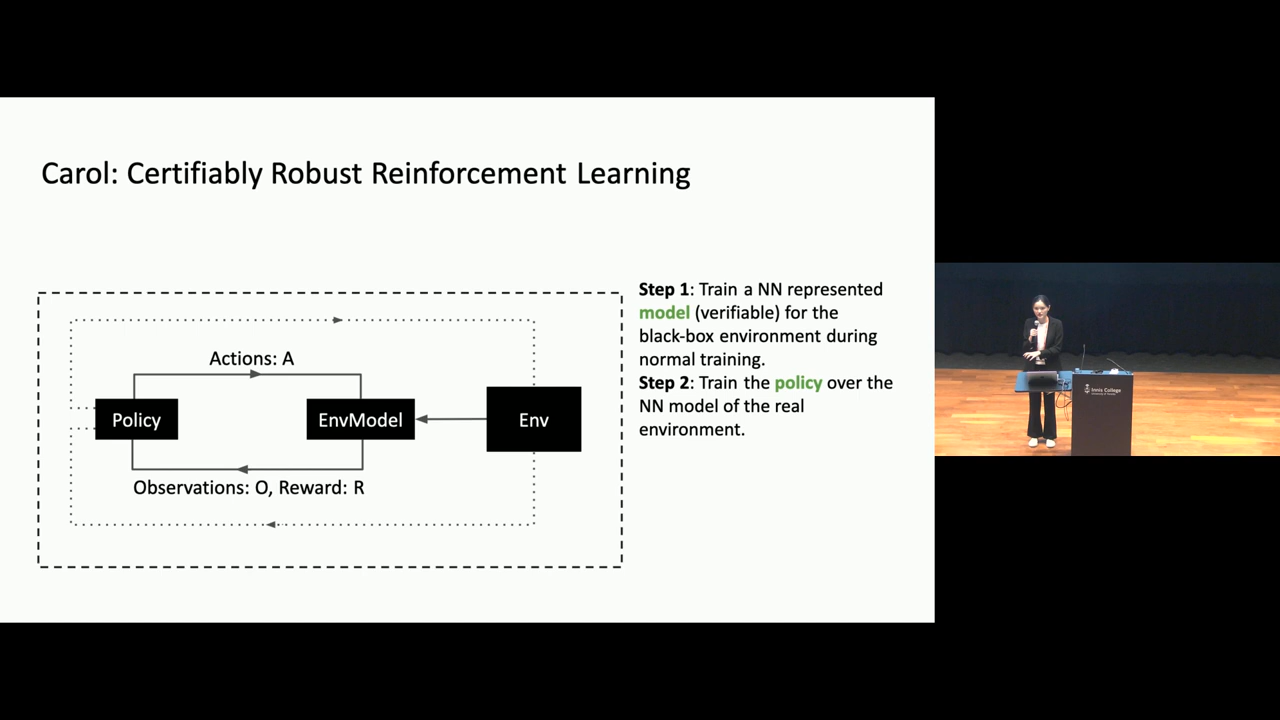 Carol: Certifiably Robust Reinforcement Learning
Actions: A
Policy
EnvModel
Env
Observations: O, Reward: R
Step 1: Train a NN represented
model (verifiable) for the
black-box environment during
normal training.
Step 2: Train the policy over the
NN model of the real
environment.
Innis College